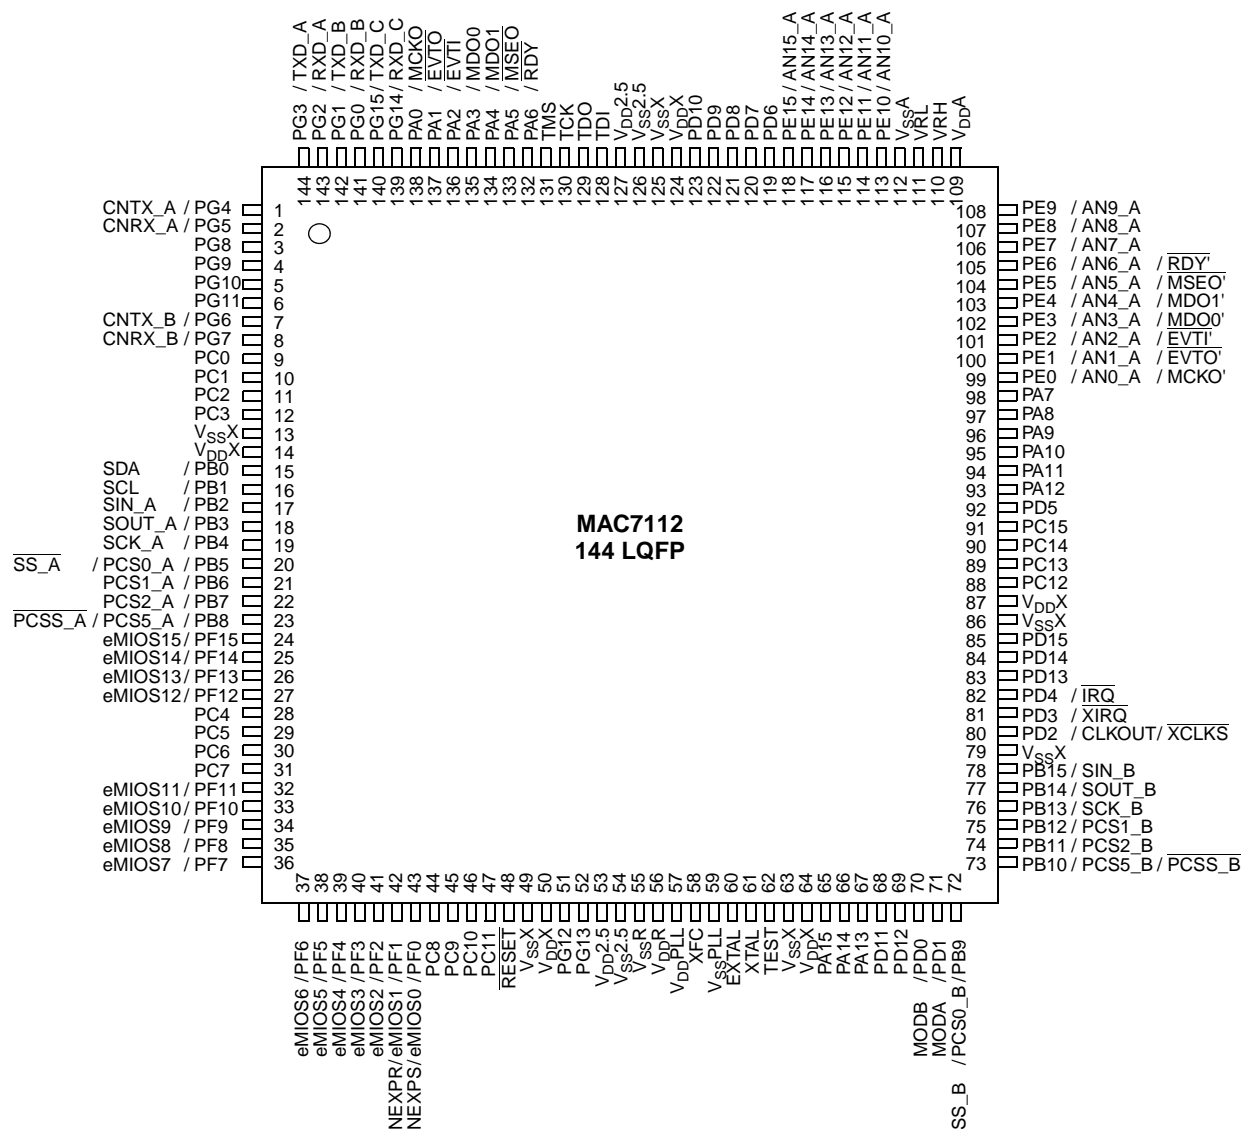 PG3 / TXD_A
PG2 / RXD_A
PG1 / TXD_B
PG0 / RXD_B
PG15 / TXD_C
PG14 / RXD_C
PA0 / MCKO
PA1 / EVTO
PA2 / EVTI
PA3 / MDO0
PA4 / MDO1
PA5 / MSEO
PA6 / RDY
TMS
TCK
TDO
TDI
VDD2.5
VSS2.5
VSSX
VDDX
PD10
PD9
PD8
PD7
PD6
PE15 / AN15_A
PE14 / AN14_A
PE13 / AN13_A
PE12 / AN12_A
PE11 / AN11_A
PE10 / AN10_A
VSSA
VRL
VRH
VDDA
144 143 142 141 140 139 138 137 136 135 134 133 132 131 130 129 128 127 126 125 124 123 122 121 120 119 118 117 116 115 114 113 112 111 110 109
CNTX_A / PG4 1
CNRX_A / PG5 2
PG8 3
PG9 4
PG10 5
PG11 6
CNTX_B / PG6 7
CNRX_B / PG7 8
PC0 9
PC1 10
PC2 11
PC3 12
VSSX 13
VDDX 14
SDA / PB0 15
SCL / PB1 16
SIN_A / PB2 17
SOUT_A / PB3 18
SCK_A / PB4 19
SS_A / PCS0_A / PB5 20
PCS1_A / PB6 21
PCS2_A / PB7 22
PCSS_A / PCS5_A / PB8 23
eMIOS15 / PF15 24
eMIOS14 / PF14 25
eMIOS13 / PF13 26
eMIOS12 / PF12 27
PC4 28
PC5 29
PC6 30
PC7 31
eMIOS11 / PF11 32
eMIOS10 / PF10 33
eMIOS9 / PF9 34
eMIOS8 / PF8 35
eMIOS7 / PF7 36
MAC7112
144 LQFP
108 PE9 / AN9_A
107 PE8 / AN8_A
106 PE7 / AN7_A
105 PE6 / AN6_A / RDY'
104 PE5 / AN5_A / MSEO'
103 PE4 / AN4_A / MDO1'
102 PE3 / AN3_A / MDO0'
101 PE2 / AN2_A / EVTI'
100 PE1 / AN1_A / EVTO'
99 PE0 / AN0_A / MCKO'
98 PA7
97 PA8
96 PA9
95 PA10
94 PA11
93 PA12
92 PD5
91 PC15
90 PC14
89 PC13
88 PC12
87 VDDX
86 VSSX
85 PD15
84 PD14
83 PD13
82 PD4 / IRQ
81 PD3 / XIRQ
80 PD2 / CLKOUT / XCLKS
79 VSSX
78 PB15 / SIN_B
77 PB14 / SOUT_B
76 PB13 / SCK_B
75 PB12 / PCS1_B
74 PB11 / PCS2_B
73 PB10 / PCS5_B / PCSS_B
37 38 39 40 41 42 43 44 45 46 47 48 49 50 51 52 53 54 55 56 57 58 59 60 61 62 63 64 65 66 67 68 69 70 71 72
eMIOS6 / PF6
eMIOS5 / PF5
eMIOS4 / PF4
eMIOS3 / PF3
eMIOS2 / PF2
NEXPR / eMIOS1 / PF1
NEXPS / eMIOS0 / PF0
PC8
PC9
PC10
PC11
RESET
VSSX
VDDX
PG12
PG13
VDD2.5
VSS2.5
VSSR
VDDR
VDDPLL
XFC
VSSPLL
EXTAL
XTAL
TEST
VSSX
VDDX
PA15
PA14
PA13
PD11
PD12
MODB / PD0
MODA / PD1
SS_B / PCS0_B / PB9